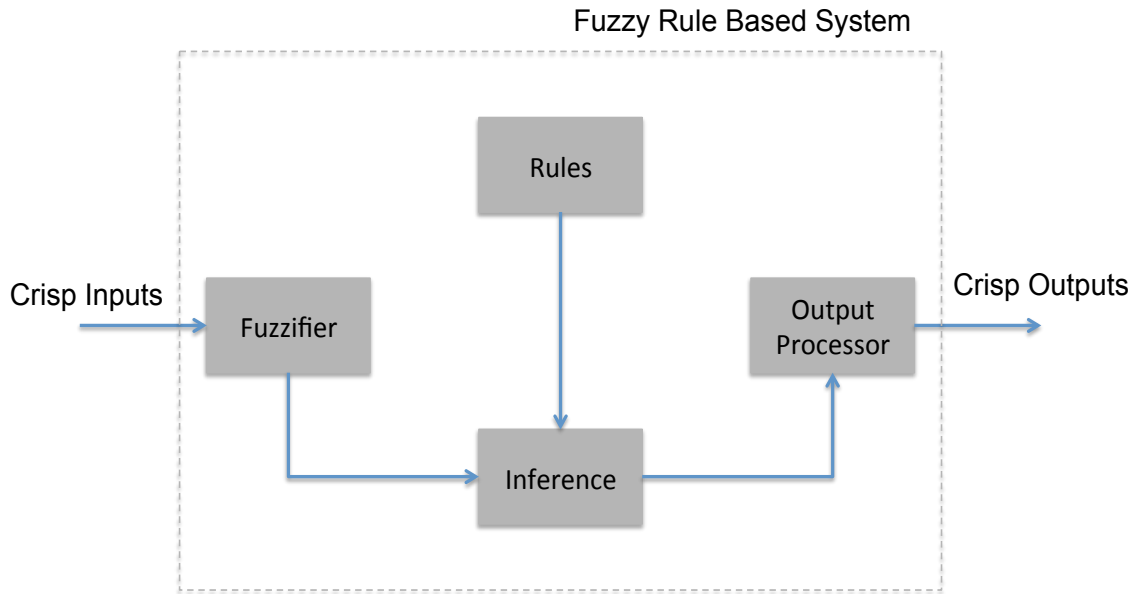 Fuzzy Rule Based System
Rules
Crisp Inputs
Fuzzifier
Output
Processor
Crisp Outputs
Inference